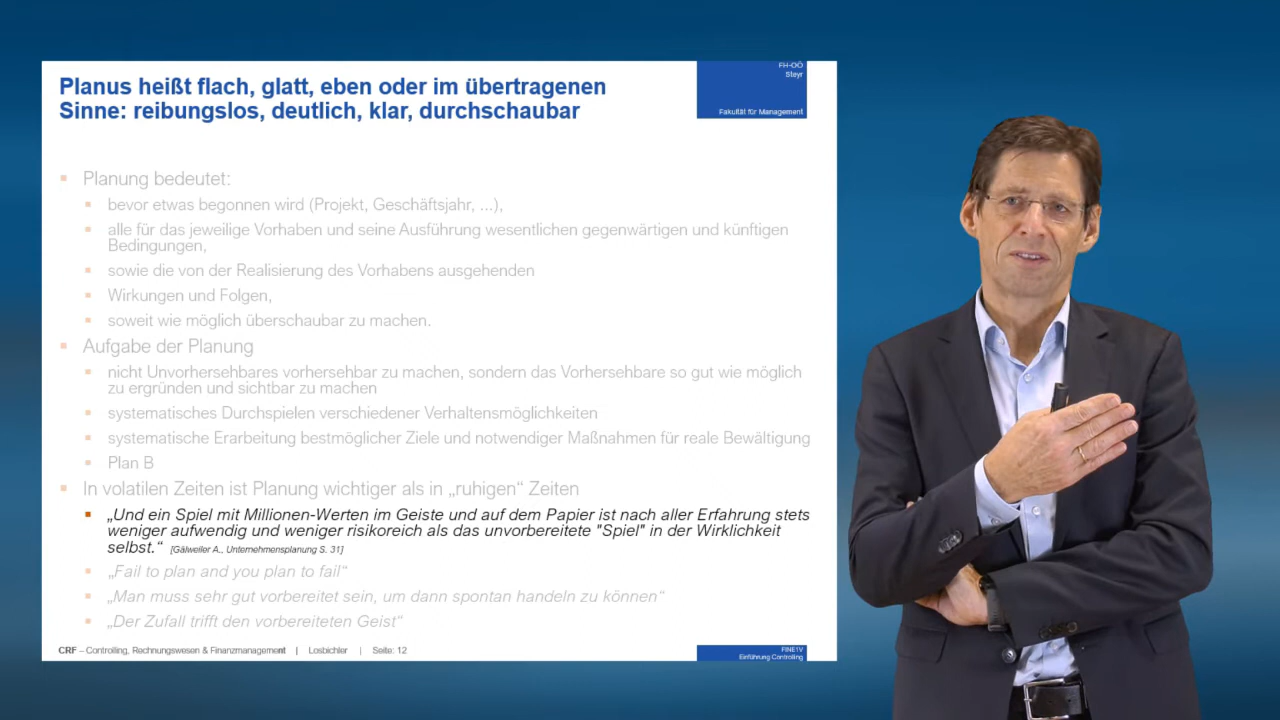 Planus heißt flach, glatt, eben oder im übertragenen
Sinne: reibungslos, deutlich, klar, durchschaubar
FH-OÖ
Steyr
Fakultät für Management
Planung bedeutet:
bevor etwas begonnen wird (Projekt, Geschäftsjahr, ...),
alle für das jeweilige Vorhaben und seine Ausführung wesentlichen gegenwärtigen und künftigen
Bedingungen,
sowie die von der Realisierung des Vorhabens ausgehenden
Wirkungen und Folgen,
soweit wie möglich überschaubar zu machen.
Aufgabe der Planung
nicht Unvorhersehbares vorhersehbar zu machen, sondern das Vorhersehbare so gut wie möglich
zu ergründen und sichtbar zu machen
systematisches Durchspielen verschiedener Verhaltensmöglichkeiten
systematische Erarbeitung bestmöglicher Ziele und notwendiger Maßnahmen für reale Bewältigung
Plan B
In volatilen Zeiten ist Planung wichtiger als in „ruhigen“ Zeiten
„Und ein Spiel mit Millionen-Werten im Geiste und auf dem Papier ist nach aller Erfahrung stets
weniger aufwendig und weniger risikoreich als das unvorbereitete "Spiel" in der Wirklichkeit
selbst.“ [Gälweiler A., Unternehmensplanung S. 31]
„Fail to plan and you plan to fail“
„Man muss sehr gut vorbereitet sein, um dann spontan handeln zu können“
„Der Zufall trifft den vorbereiteten Geist“
CRF – Controlling, Rechnungswesen & Finanzmanagement | Losbichler | Seite: 12
FINE1V
Einführung Controlling